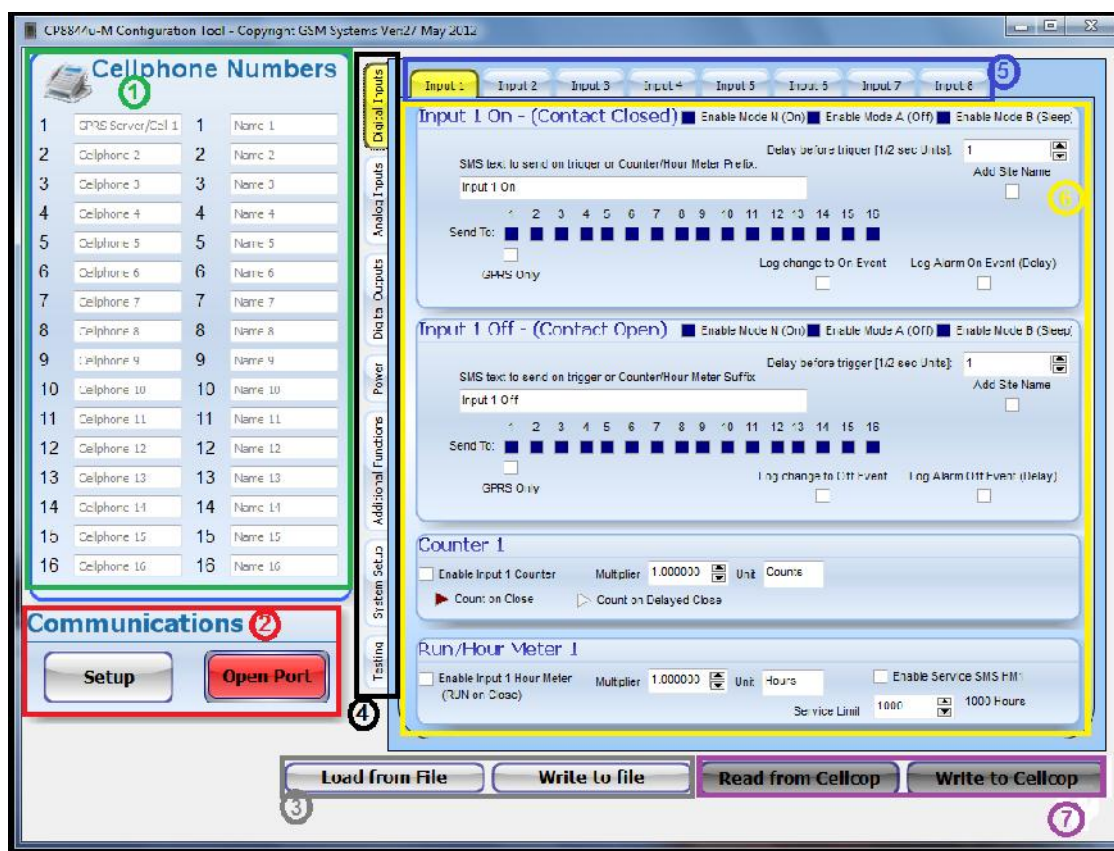 CP8844u-M Configuration Tool - Copyright GSM Systems Ver:27 May 2012
Cellphone Numbers
1
1 GPRS Server/Cell 1 1 Name 1
2 Cellphone 2 2 Name 2
3 Cellphone 3 3 Name 3
4 Cellphone 4 4 Name 4
5 Cellphone 5 5 Name 5
6 Cellphone 6 6 Name 6
7 Cellphone 7 7 Name 7
8 Cellphone 8 8 Name 8
9 Cellphone 9 9 Name 9
10 Cellphone 10 10 Name 10
11 Cellphone 11 11 Name 11
12 Cellphone 12 12 Name 12
13 Cellphone 13 13 Name 13
14 Cellphone 14 14 Name 14
15 Cellphone 15 15 Name 15
16 Cellphone 16 16 Name 16
Communications 2
Setup Open Port
Digital Inputs
Analog Inputs
Digital Outputs
Power
Additional Functions
System Setup
Testing
4
Input 1 Input 2 Input 3 Input 4 Input 5 Input 6 Input 7 Input 8
5
Input 1 On - (Contact Closed) Enable Mode N (On) Enable Mode A (Off) Enable Mode B (Sleep)
Delay before trigger [1/2 sec Units]: 1
SMS text to send on trigger or Counter/Hour Meter Prefix.
Add Site Name
Input 1 On
6
1 2 3 4 5 6 7 8 9 10 11 12 13 14 15 16
Send To:
GPRS Only
Log change to On Event Log Alarm On Event (Delay)
Input 1 Off - (Contact Open) Enable Mode N (On) Enable Mode A (Off) Enable Mode B (Sleep)
Delay before trigger [1/2 sec Units]: 1
SMS text to send on trigger or Counter/Hour Meter Suffix
Add Site Name
Input 1 Off
1 2 3 4 5 6 7 8 9 10 11 12 13 14 15 16
Send To:
GPRS Only
Log change to Off Event Log Alarm Off Event (Delay)
Counter 1
Enable Input 1 Counter Multiplier 1.000000 Unit Counts
Count on Close Count on Delayed Close
Run/Hour Meter 1
Enable Input 1 Hour Meter (RUN on Close) Multiplier 1.000000 Unit Hours Enable Service SMS HM1
Service Limit 1000 1000 Hours
Load from File Write to file Read from Cellcop Write to Cellcop
3
7